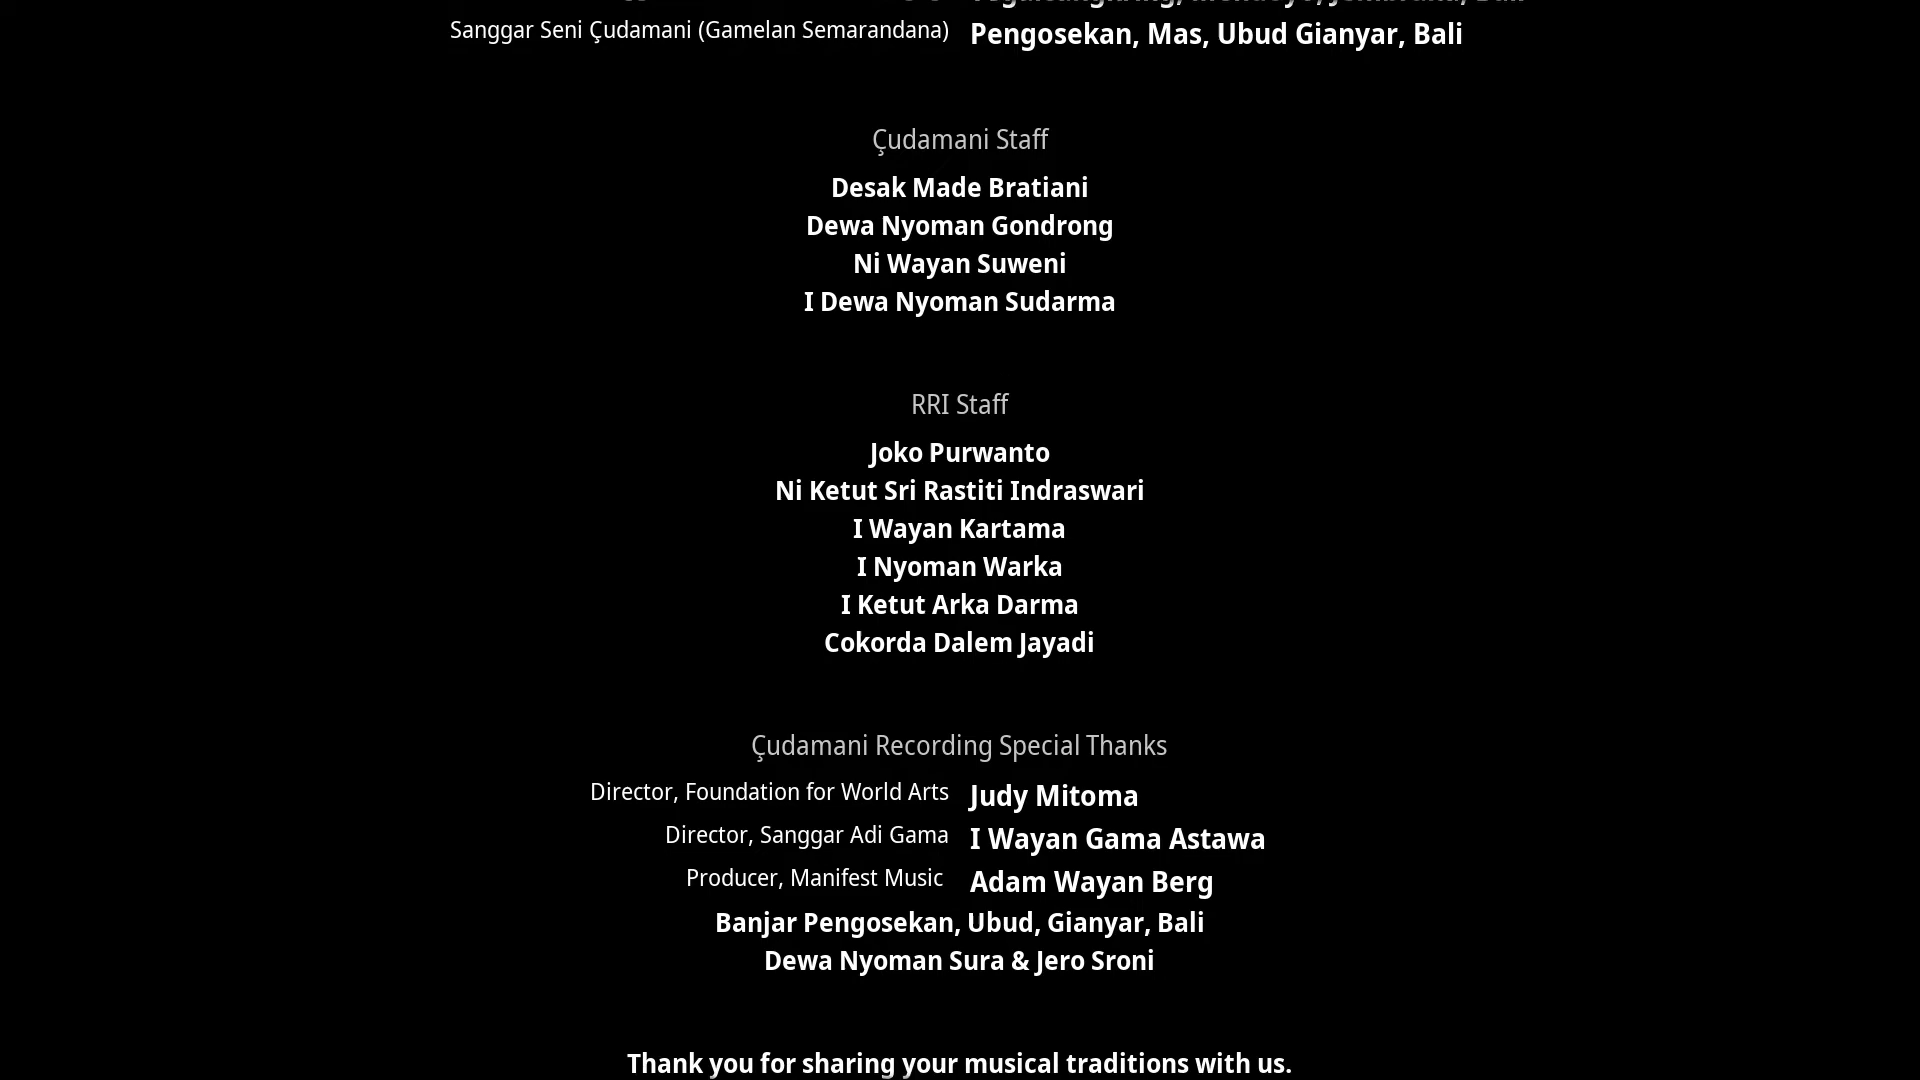 Sanggar Seni Çudamani (Gamelan Semarandana) Pengosekan, Mas, Ubud Gianyar, Bali
Çudamani Staff
Desak Made Bratiani
Dewa Nyoman Gondrong
Ni Wayan Suweni
I Dewa Nyoman Sudarma
RRI Staff
Joko Purwanto
Ni Ketut Sri Rastiti Indraswari
I Wayan Kartama
I Nyoman Warka
I Ketut Arka Darma
Cokorda Dalem Jayadi
Çudamani Recording Special Thanks
Director, Foundation for World Arts Judy Mitoma
Director, Sanggar Adi Gama I Wayan Gama Astawa
Producer, Manifest Music Adam Wayan Berg
Banjar Pengosekan, Ubud, Gianyar, Bali
Dewa Nyoman Sura & Jero Sroni
Thank you for sharing your musical traditions with us.